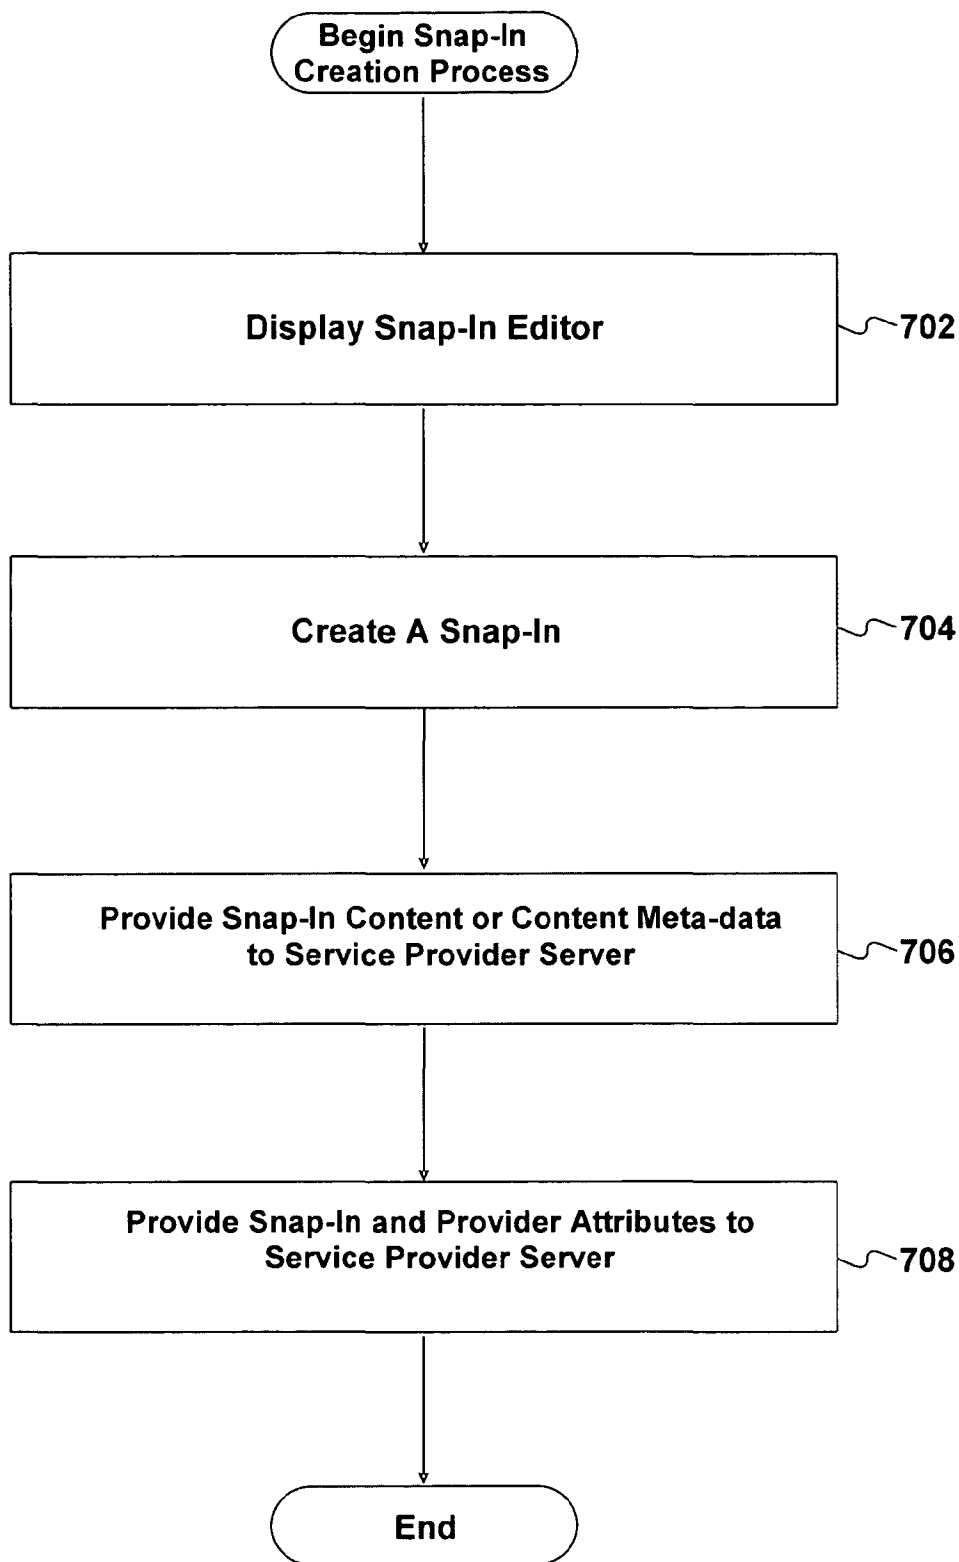 Begin Snap-In
Creation Process
Display Snap-In Editor
702
Create A Snap-In
704
Provide Snap-In Content or Content Meta-data
to Service Provider Server
706
Provide Snap-In and Provider Attributes to
Service Provider Server
708
End